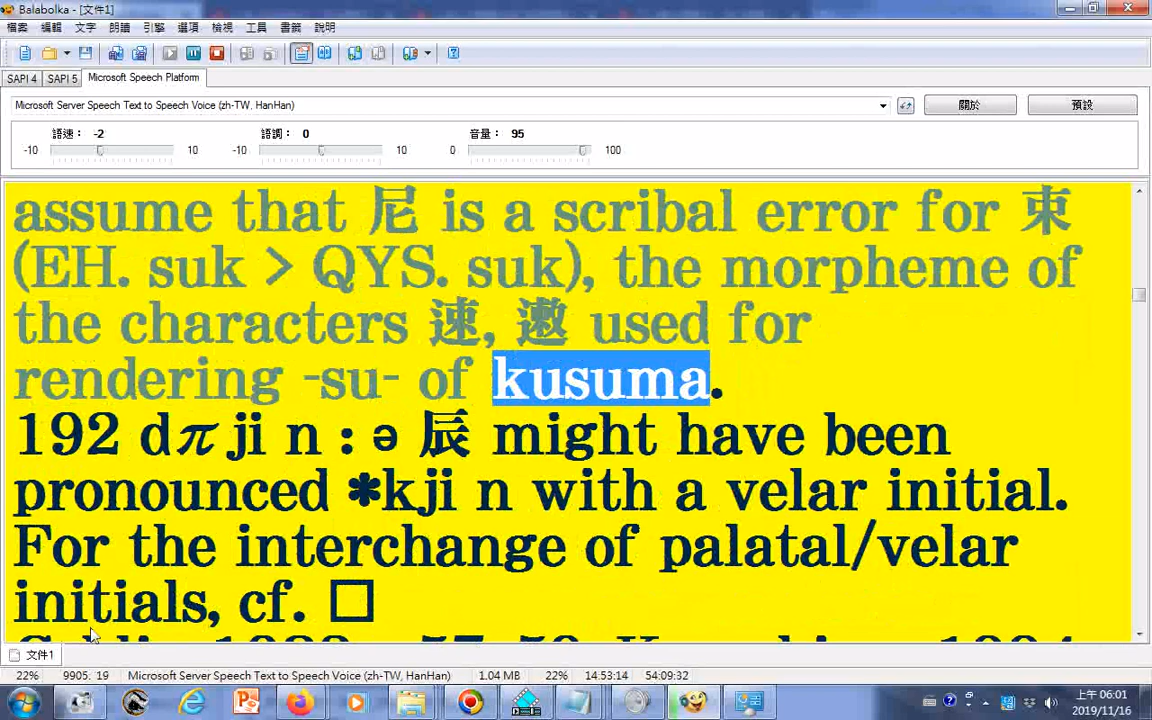 Balabolka - [文件1]
檔案 編輯 文字 朗讀 引擎 選項 檢視 工具 書籤 說明
SAPI 4 SAPI 5 Microsoft Speech Platform
Microsoft Server Speech Text to Speech Voice (zh-TW, HanHan) 關於 預設
語速： -2 語調： 0 音量： 95
-10 10 -10 10 0 100
assume that 尼 is a scribal error for 束
(EH. suk > QYS. suk), the morpheme of
the characters 速, 遬 used for
rendering -su- of kusuma.
192 dπ ji n : ə 辰 might have been
pronounced *kji n with a velar initial.
For the interchange of palatal/velar
initials, cf. □
文件1
22% 9905: 19 Microsoft Server Speech Text to Speech Voice (zh-TW, HanHan) 1.04 MB 22% 14:53:14 54:09:32
上午 06:01
2019/11/16